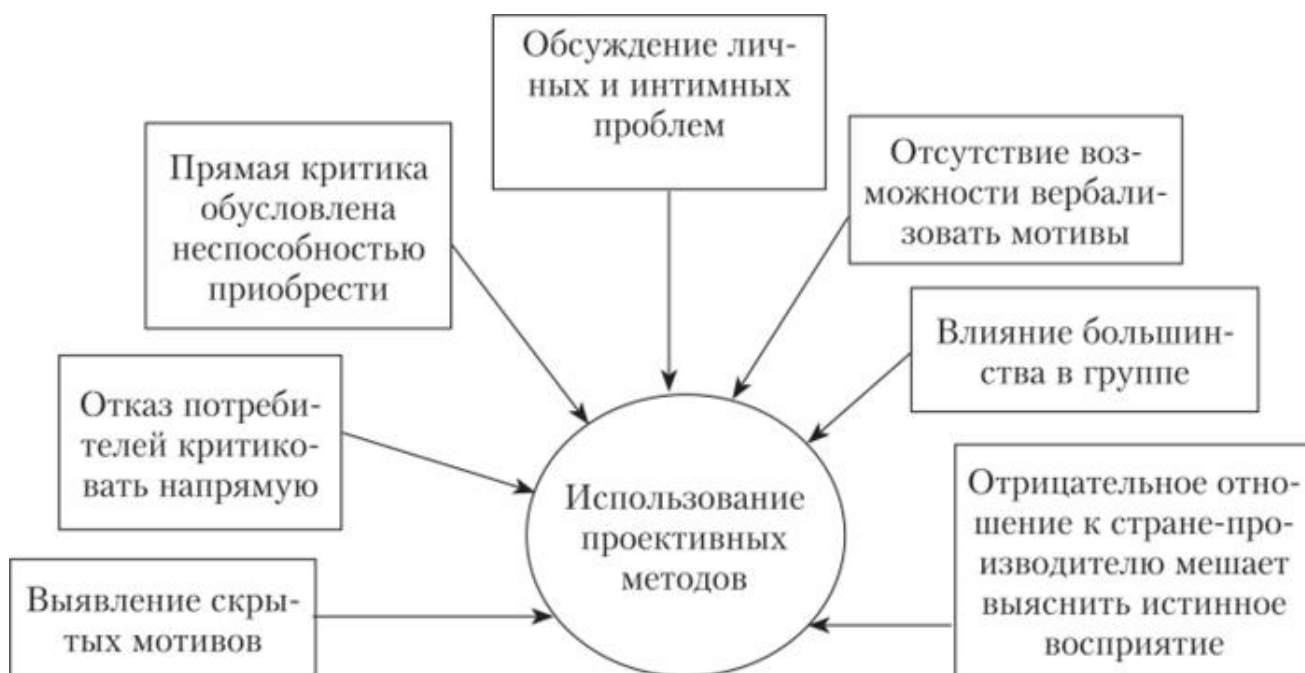 Обсуждение лич-
ных и интимных
проблем
Прямая критика
обусловлена
неспособностью
приобрести
Отсутствие воз-
можности вербали-
зовать мотивы
Влияние большин-
ства в группе
Отказ потреби-
телей критико-
вать напрямую
Использование
проективных
методов
Отрицательное отно-
шение к стране-про-
изводителю мешает
выяснить истинное
восприятие
Выявление скры-
тых мотивов